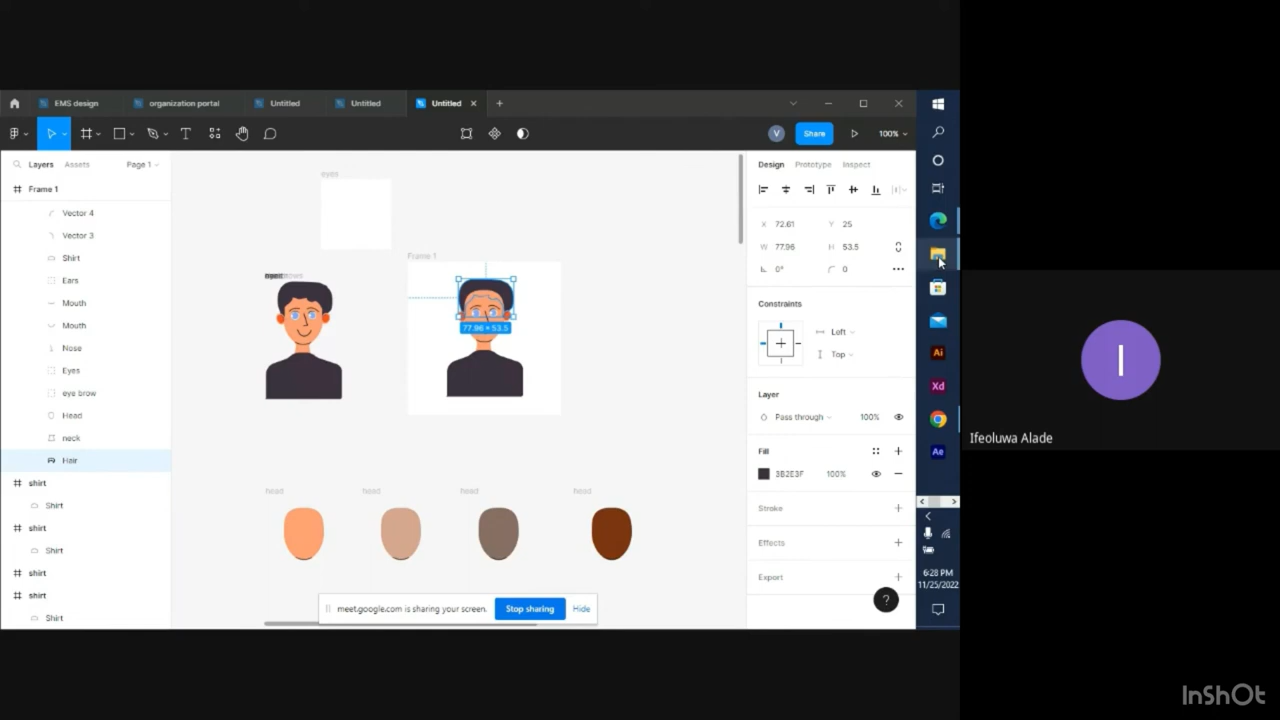 EMS design
organization portal
Untitled
Untitled
Untitled
V
Share
100%
Layers
Assets
Page 1
Design
Prototype
Inspect
Frame 1
Vector 4
Vector 3
Shirt
Ears
Mouth
Mouth
Nose
Eyes
eye brow
Head
neck
Hair
shirt
Shirt
shirt
Shirt
shirt
shirt
Shirt
eyes
Frame 1
77.96 × 53.5
head
head
head
head
X 72.61
Y 25
W 77.96
H 53.5
0°
0
Constraints
Left
Top
Layer
Pass through
100%
Fill
3B2E3F
100%
Stroke
Effects
Export
?
meet.google.com is sharing your screen.
Stop sharing
Hide
Ai
Xd
Ae
6:28 PM
11/25/2022
I
Ifeoluwa Alade
InShOt